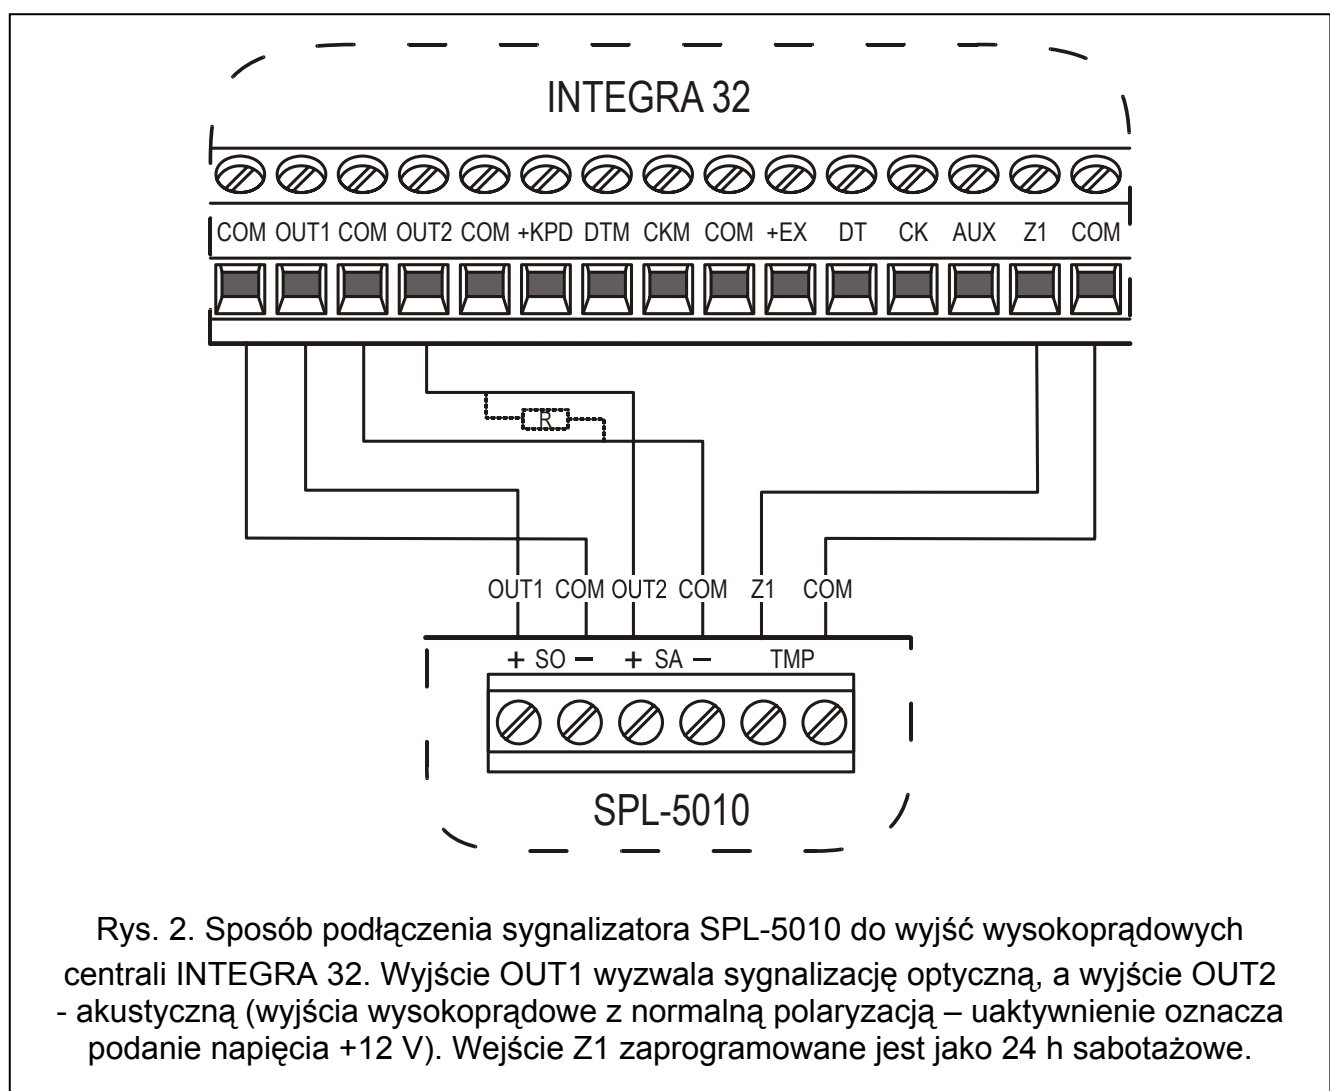 INTEGRA 32
COM OUT1 COM OUT2 COM +KPD DTM CKM COM +EX DT CK AUX Z1 COM
R
OUT1 COM OUT2 COM Z1 COM
+ SO − + SA − TMP
SPL-5010
Rys. 2. Sposób podłączenia sygnalizatora SPL-5010 do wyjść wysokoprądowych
centrali INTEGRA 32. Wyjście OUT1 wyzwala sygnalizację optyczną, a wyjście OUT2
- akustyczną (wyjścia wysokoprądowe z normalną polaryzacją – uaktywnienie oznacza
podanie napięcia +12 V). Wejście Z1 zaprogramowane jest jako 24 h sabotażowe.